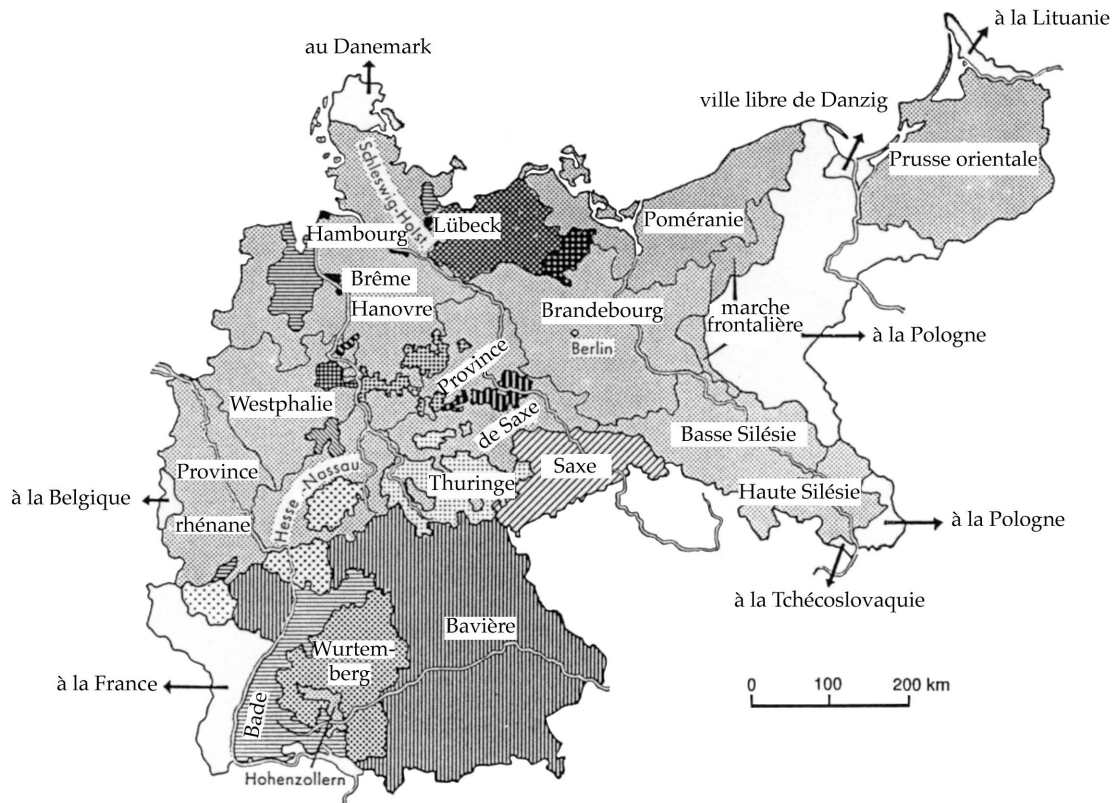 à la Lituanie
au Danemark
ville libre de Danzig
Prusse orientale
Schleswig-Holst
Poméranie
Lübeck
Hambourg
Brême
Hanovre
Brandebourg
marche
frontalière
à la Pologne
Berlin
Province
de Saxe
Westphalie
Basse Silésie
Province
rhénane
Hesse-Nassau
Thuringe
Saxe
Haute Silésie
à la Belgique
à la Pologne
à la Tchécoslovaquie
Bavière
Wurtem-
berg
à la France
Bade
0 100 200 km
Hohenzollern